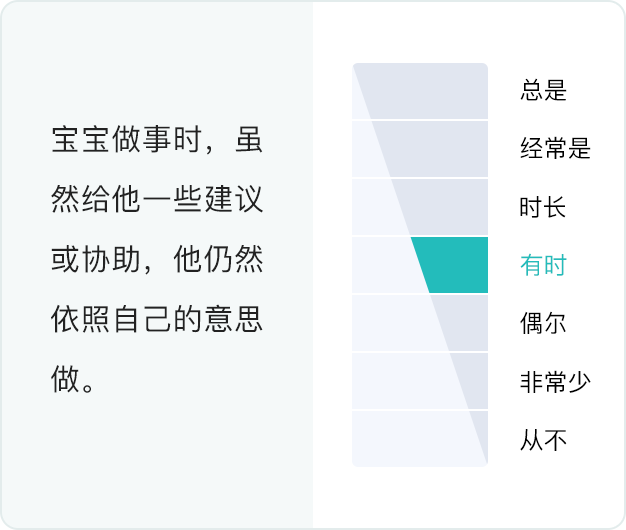 宝宝做事时，虽
然给他一些建议
或协助，他仍然
依照自己的意思
做。
总是
经常是
时长
有时
偶尔
非常少
从不